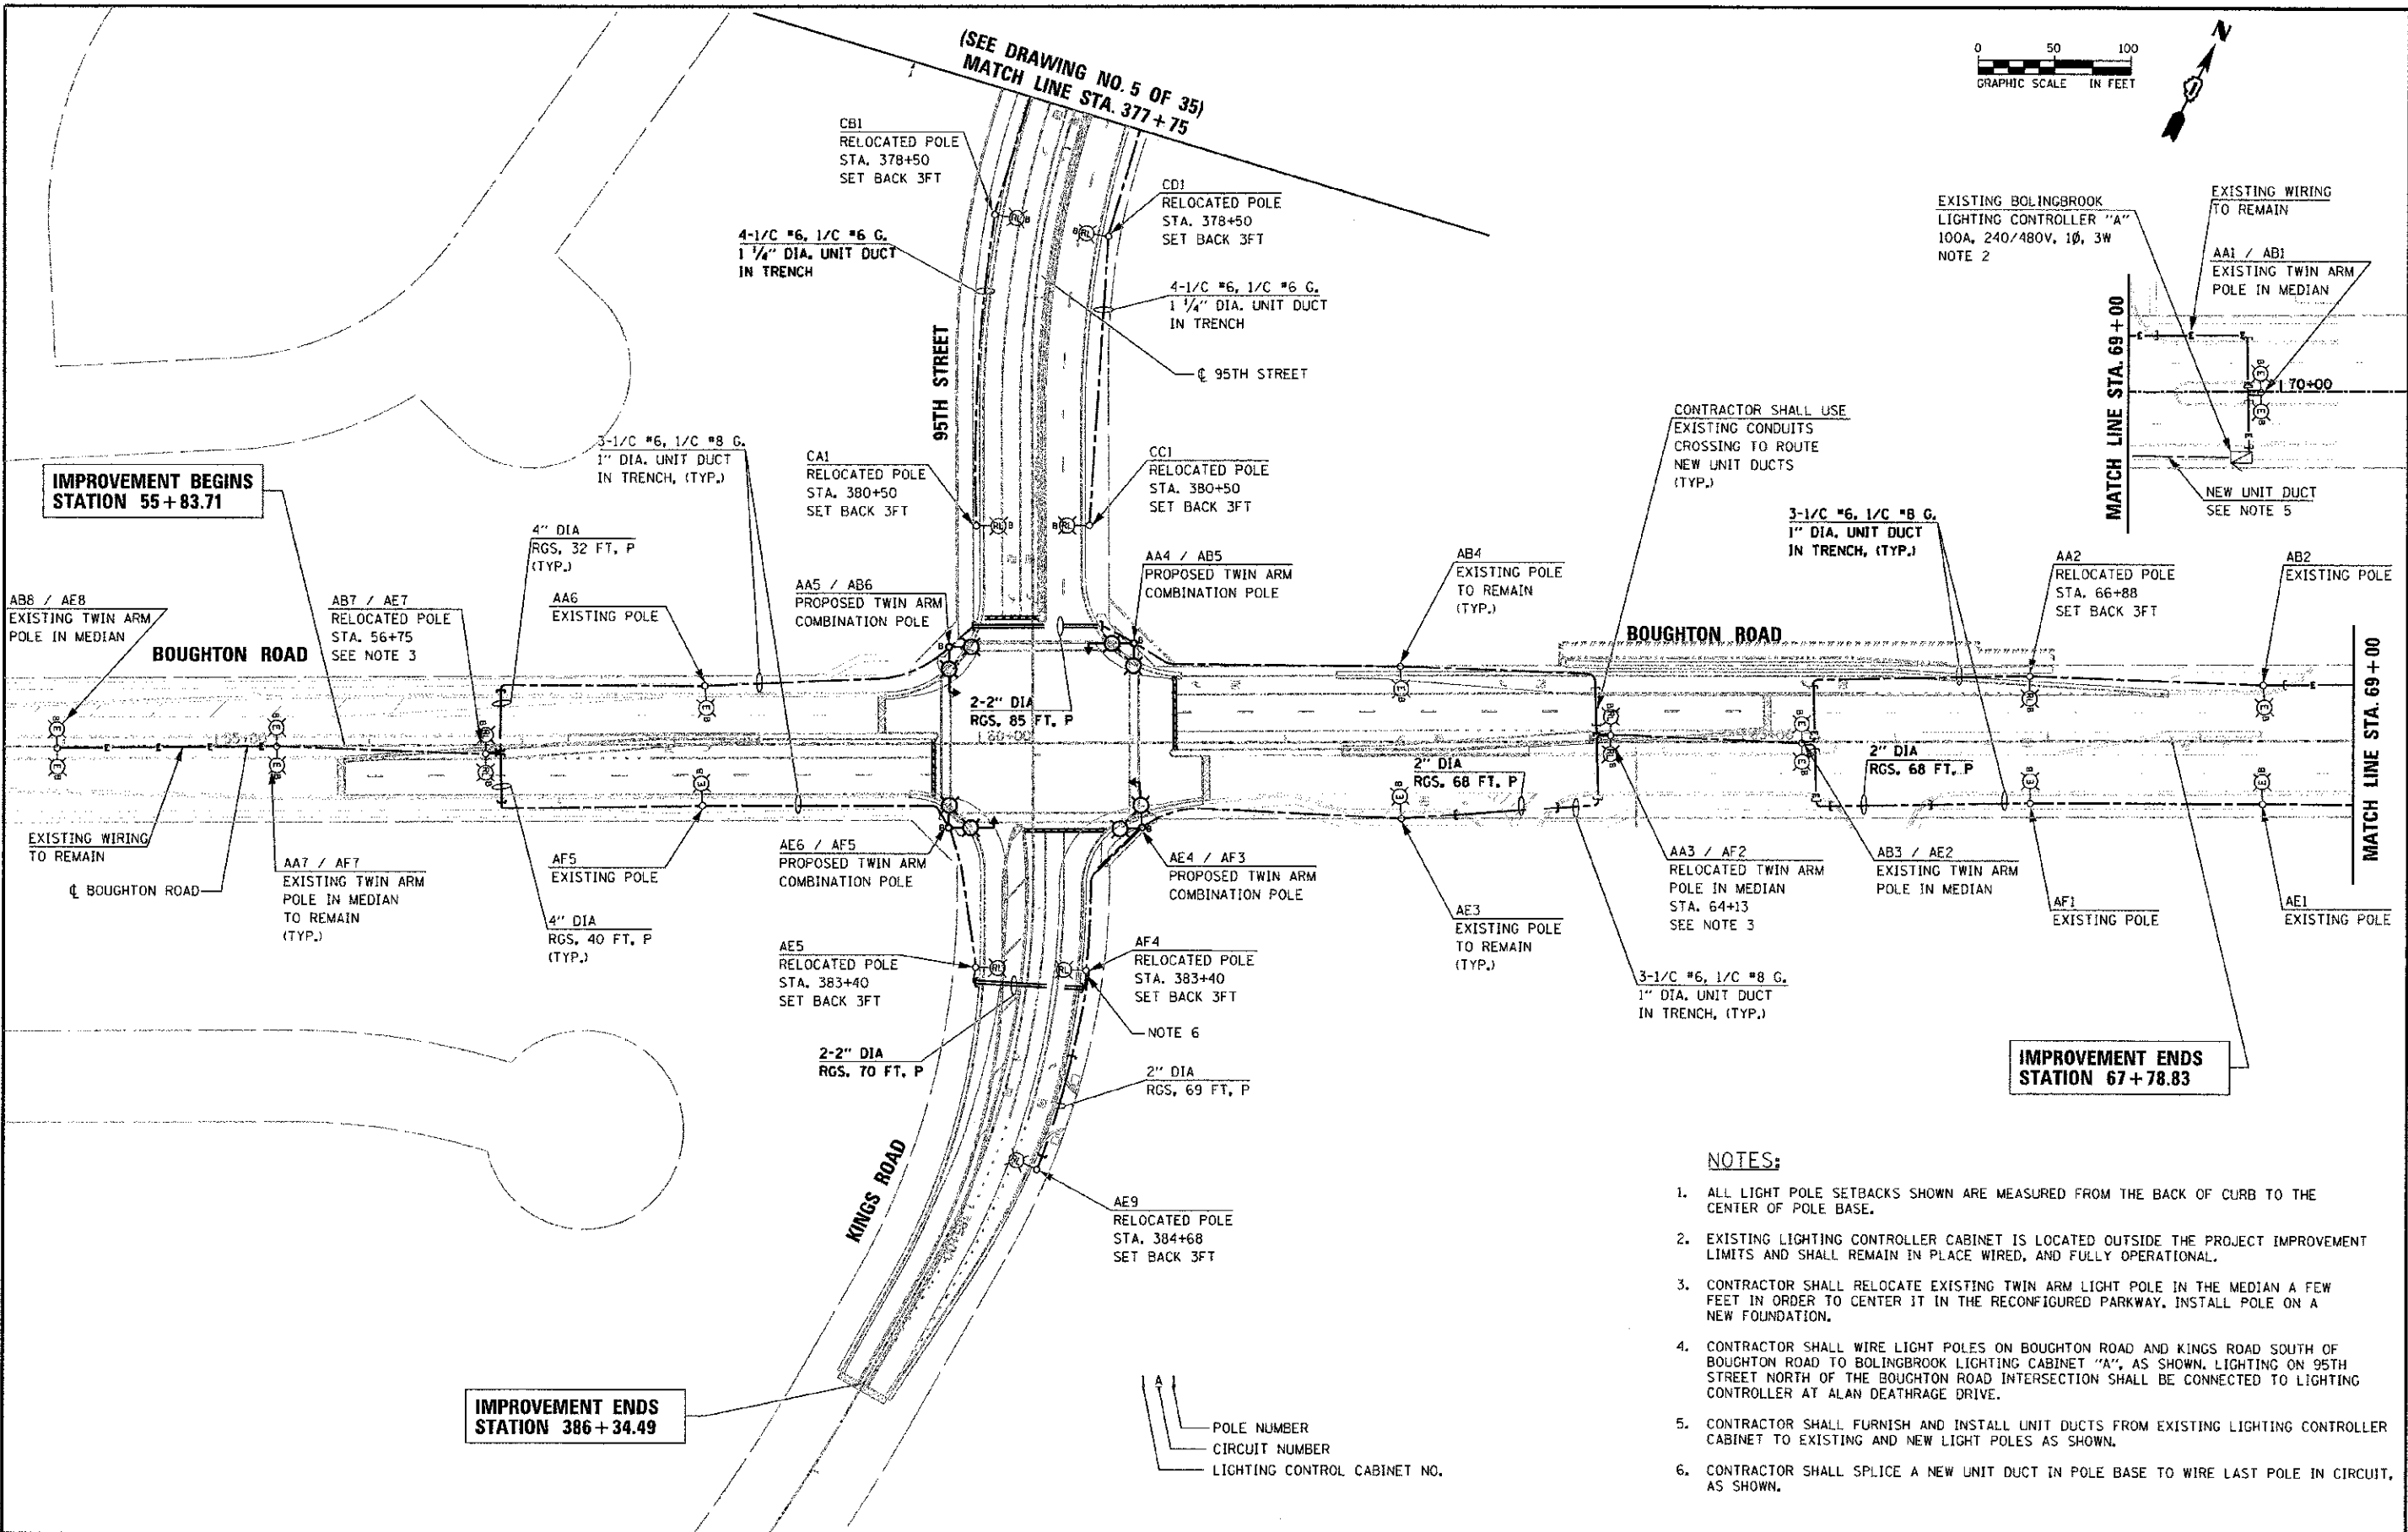 (SEE DRAWING NO. 5 OF 35)
MATCH LINE STA. 377+75
0 50 100
GRAPHIC SCALE IN FEET
N
CB1
RELOCATED POLE
STA. 378+50
SET BACK 3FT
CD1
RELOCATED POLE
STA. 378+50
SET BACK 3FT
4-1/C #6, 1/C #6 G.
1 1/4" DIA. UNIT DUCT
IN TRENCH
4-1/C #6, 1/C #6 G.
1 1/4" DIA. UNIT DUCT
IN TRENCH
95TH STREET
℄ 95TH STREET
EXISTING BOLINGBROOK
LIGHTING CONTROLLER "A"
100A, 240/480V, 1Ø, 3W
NOTE 2
EXISTING WIRING
TO REMAIN
AA1 / AB1
EXISTING TWIN ARM
POLE IN MEDIAN
MATCH LINE STA. 69+00
70+00
NEW UNIT DUCT
SEE NOTE 5
IMPROVEMENT BEGINS
STATION 55+83.71
3-1/C #6, 1/C #8 G.
1" DIA. UNIT DUCT
IN TRENCH, (TYP.)
CA1
RELOCATED POLE
STA. 380+50
SET BACK 3FT
CC1
RELOCATED POLE
STA. 380+50
SET BACK 3FT
CONTRACTOR SHALL USE
EXISTING CONDUITS
CROSSING TO ROUTE
NEW UNIT DUCTS
(TYP.)
3-1/C #6, 1/C #8 G.
1" DIA. UNIT DUCT
IN TRENCH, (TYP.)
4" DIA
RGS, 32 FT, P
(TYP.)
AB8 / AE8
EXISTING TWIN ARM
POLE IN MEDIAN
BOUGHTON ROAD
AB7 / AE7
RELOCATED POLE
STA. 56+75
SEE NOTE 3
AA6
EXISTING POLE
AA5 / AB6
PROPOSED TWIN ARM
COMBINATION POLE
AA4 / AB5
PROPOSED TWIN ARM
COMBINATION POLE
AB4
EXISTING POLE
TO REMAIN
(TYP.)
BOUGHTON ROAD
AA2
RELOCATED POLE
STA. 66+88
SET BACK 3FT
AB2
EXISTING POLE
MATCH LINE STA. 69+00
2-2" DIA
RGS, 85 FT, P
60+00
2" DIA
RGS, 68 FT, P
2" DIA
RGS, 68 FT, P
EXISTING WIRING
TO REMAIN
℄ BOUGHTON ROAD
AA7 / AF7
EXISTING TWIN ARM
POLE IN MEDIAN
TO REMAIN
(TYP.)
AF5
EXISTING POLE
4" DIA
RGS, 40 FT, P
(TYP.)
AE6 / AF5
PROPOSED TWIN ARM
COMBINATION POLE
AE4 / AF3
PROPOSED TWIN ARM
COMBINATION POLE
AE3
EXISTING POLE
TO REMAIN
(TYP.)
AA3 / AF2
RELOCATED TWIN ARM
POLE IN MEDIAN
STA. 64+13
SEE NOTE 3
AB3 / AE2
EXISTING TWIN ARM
POLE IN MEDIAN
AF1
EXISTING POLE
AE1
EXISTING POLE
3-1/C #6, 1/C #8 G.
1" DIA. UNIT DUCT
IN TRENCH, (TYP.)
AE5
RELOCATED POLE
STA. 383+40
SET BACK 3FT
AF4
RELOCATED POLE
STA. 383+40
SET BACK 3FT
NOTE 6
2-2" DIA
RGS, 70 FT, P
2" DIA
RGS, 69 FT, P
IMPROVEMENT ENDS
STATION 67+78.83
KINGS ROAD
AE9
RELOCATED POLE
STA. 384+68
SET BACK 3FT
IMPROVEMENT ENDS
STATION 386+34.49
A
POLE NUMBER
CIRCUIT NUMBER
LIGHTING CONTROL CABINET NO.
NOTES:
1. ALL LIGHT POLE SETBACKS SHOWN ARE MEASURED FROM THE BACK OF CURB TO THE
CENTER OF POLE BASE.
2. EXISTING LIGHTING CONTROLLER CABINET IS LOCATED OUTSIDE THE PROJECT IMPROVEMENT
LIMITS AND SHALL REMAIN IN PLACE WIRED, AND FULLY OPERATIONAL.
3. CONTRACTOR SHALL RELOCATE EXISTING TWIN ARM LIGHT POLE IN THE MEDIAN A FEW
FEET IN ORDER TO CENTER IT IN THE RECONFIGURED PARKWAY. INSTALL POLE ON A
NEW FOUNDATION.
4. CONTRACTOR SHALL WIRE LIGHT POLES ON BOUGHTON ROAD AND KINGS ROAD SOUTH OF
BOUGHTON ROAD TO BOLINGBROOK LIGHTING CABINET "A", AS SHOWN. LIGHTING ON 95TH
STREET NORTH OF THE BOUGHTON ROAD INTERSECTION SHALL BE CONNECTED TO LIGHTING
CONTROLLER AT ALAN DEATHRAGE DRIVE.
5. CONTRACTOR SHALL FURNISH AND INSTALL UNIT DUCTS FROM EXISTING LIGHTING CONTROLLER
CABINET TO EXISTING AND NEW LIGHT POLES AS SHOWN.
6. CONTRACTOR SHALL SPLICE A NEW UNIT DUCT IN POLE BASE TO WIRE LAST POLE IN CIRCUIT,
AS SHOWN.